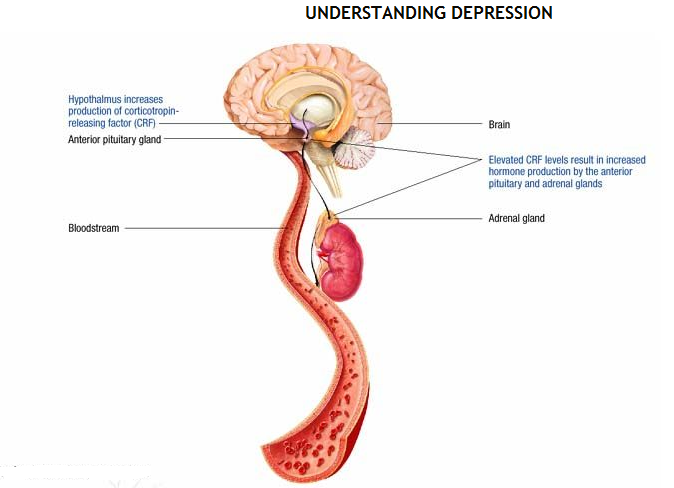 UNDERSTANDING DEPRESSION
Hypothalmus increases
production of corticotropin-
releasing factor (CRF)
Anterior pituitary gland
Bloodstream
Brain
Elevated CRF levels result in increased
hormone production by the anterior
pituitary and adrenal glands
Adrenal gland